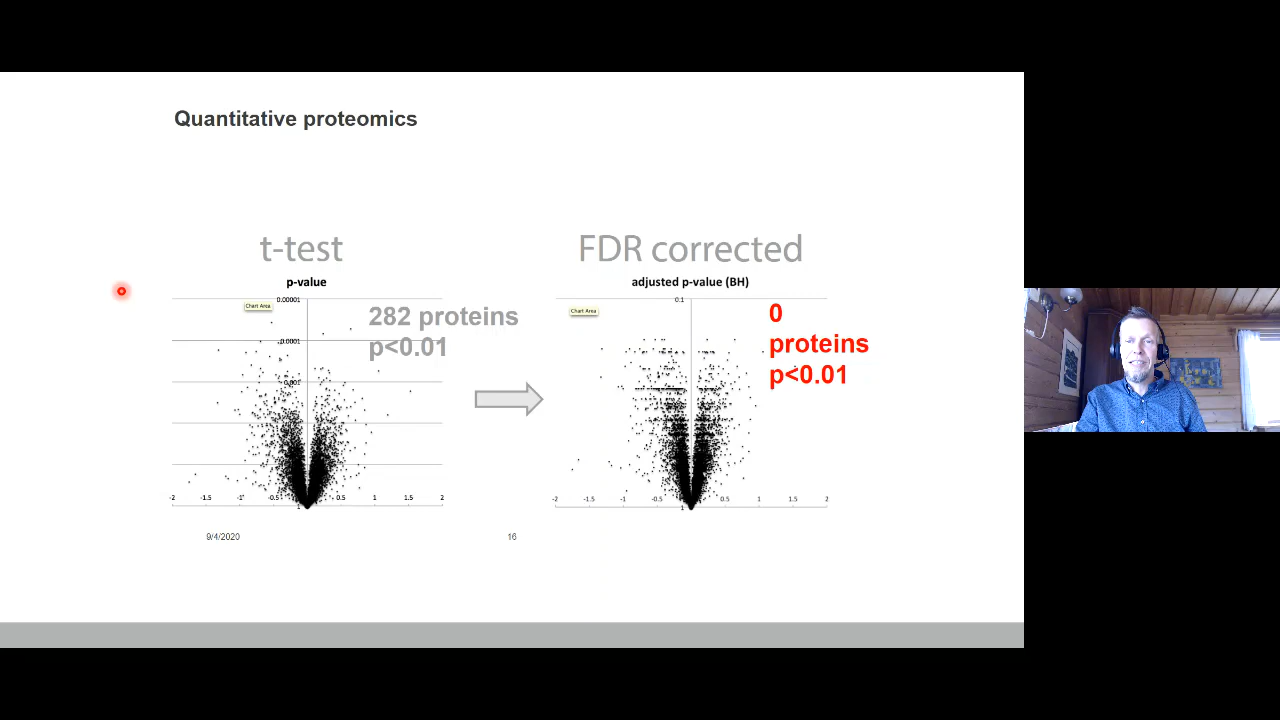 Quantitative proteomics
t-test
p-value
Chart Area
0.00001
0.0001
0.001
1
-2 -1.5 -1 -0.5 0.5 1 1.5 2
282 proteins
p<0.01
FDR corrected
adjusted p-value (BH)
Chart Area
0.1
1
-2 -1.5 -1 -0.5 0.5 1 1.5 2
0
proteins
p<0.01
9/4/2020
16